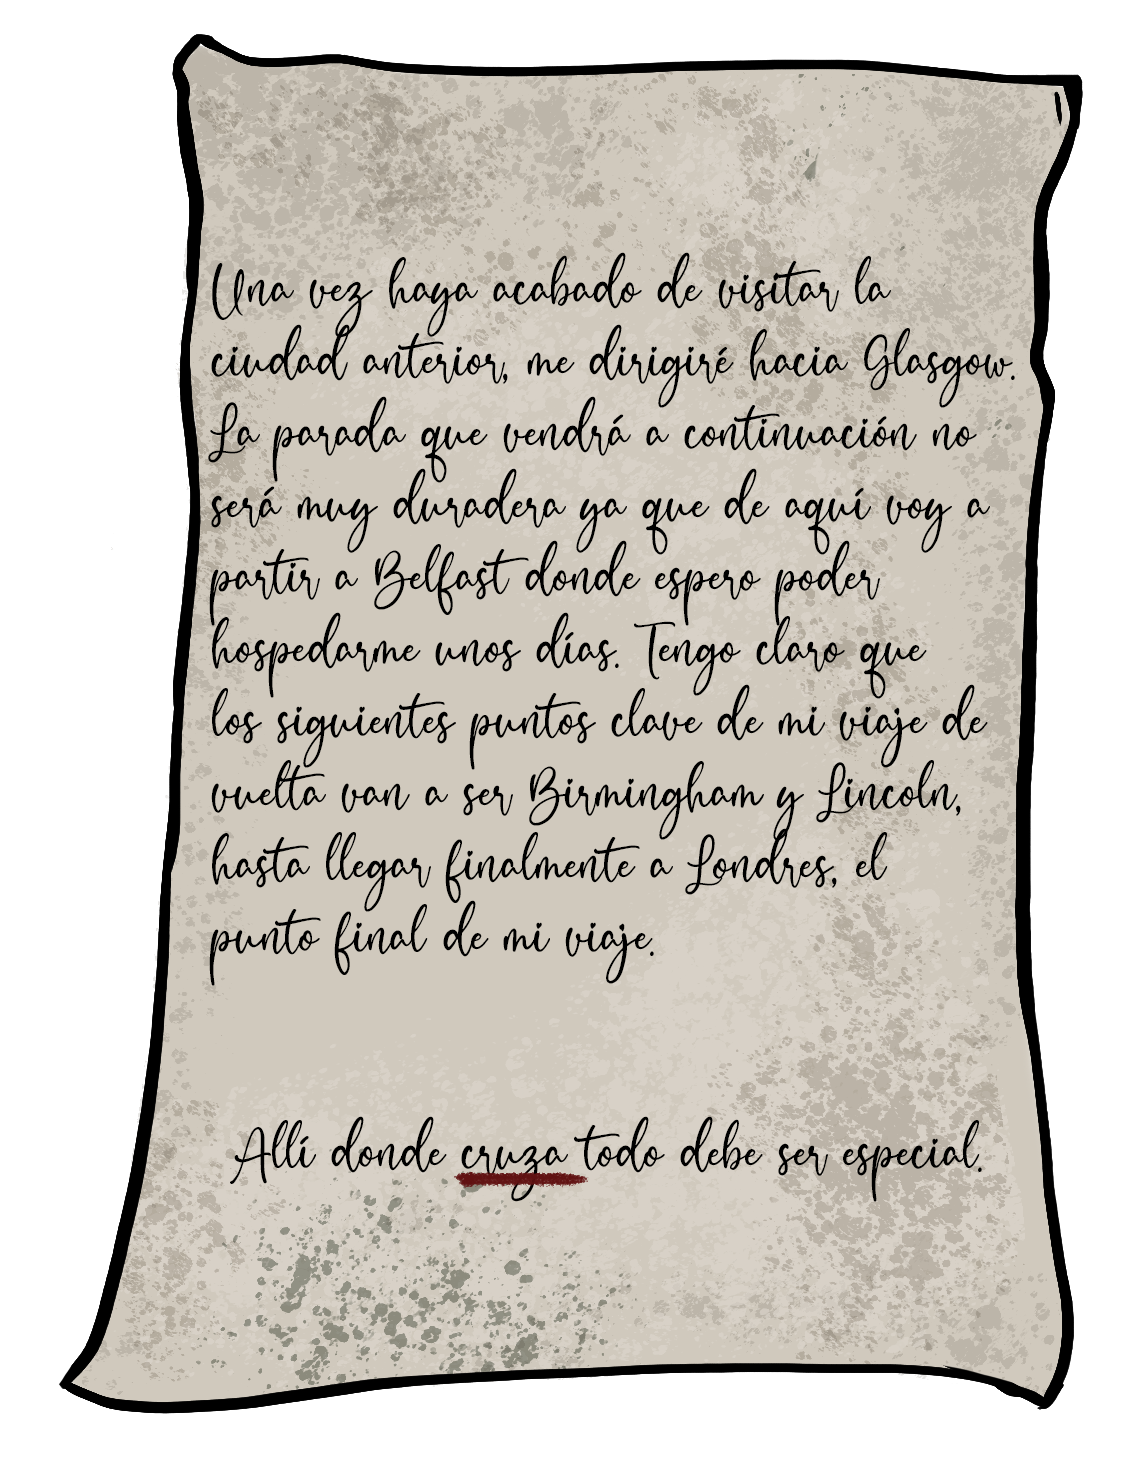 Una vez haya acabado de visitar la
ciudad anterior, me dirigiré hacia Glasgow.
La parada que vendrá a continuación no
será muy duradera ya que de aquí voy a
partir a Belfast donde espero poder
hospedarme unos días. Tengo claro que
los siguientes puntos clave de mi viaje de
vuelta van a ser Birmingham y Lincoln,
hasta llegar finalmente a Londres, el
punto final de mi viaje.
Allí donde cruza todo debe ser especial.